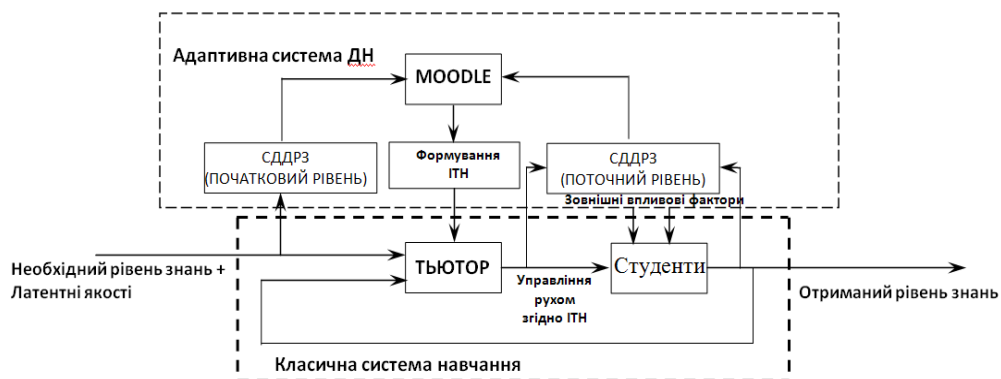 Адаптивна система ДН
MOODLE
СДДРЗ
(ПОЧАТКОВИЙ РІВЕНЬ)
Формування
ІТН
СДДРЗ
(ПОТОЧНИЙ РІВЕНЬ)
Зовнішні впливові фактори
Необхідний рівень знань +
Латентні якості
ТЬЮТОР
Управління
рухом
згідно ІТН
Студенти
Отриманий рівень знань
Класична система навчання